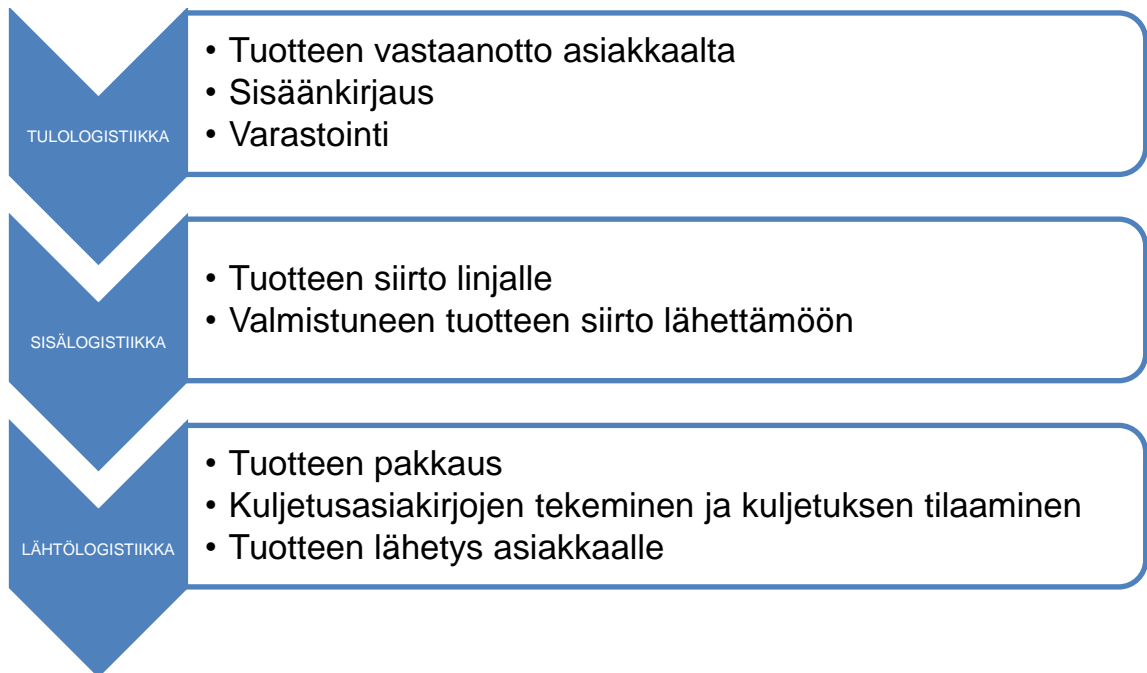 TULOLOGISTIIKKA
• Tuotteen vastaanotto asiakkaalta
• Sisäänkirjaus
• Varastointi
SISÄLOGISTIIKKA
• Tuotteen siirto linjalle
• Valmistuneen tuotteen siirto lähettämöön
LÄHTÖLOGISTIIKKA
• Tuotteen pakkaus
• Kuljetusasiakirjojen tekeminen ja kuljetuksen tilaaminen
• Tuotteen lähetys asiakkaalle